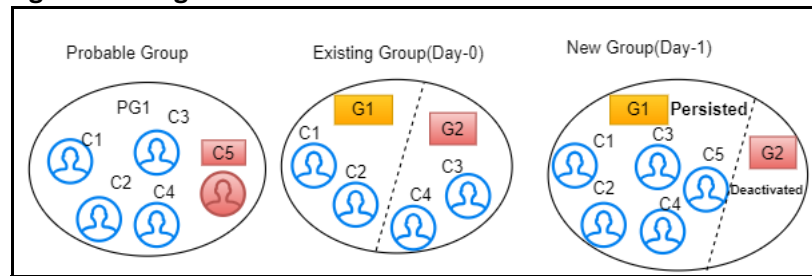 Probable Group
PG1
C3
C1
C5
C2
C4
Existing Group(Day-0)
G1
G2
C1
C2
C3
C4
New Group(Day-1)
G1 Persisted
C1
C3
C5
G2
C2
C4
Deactivated